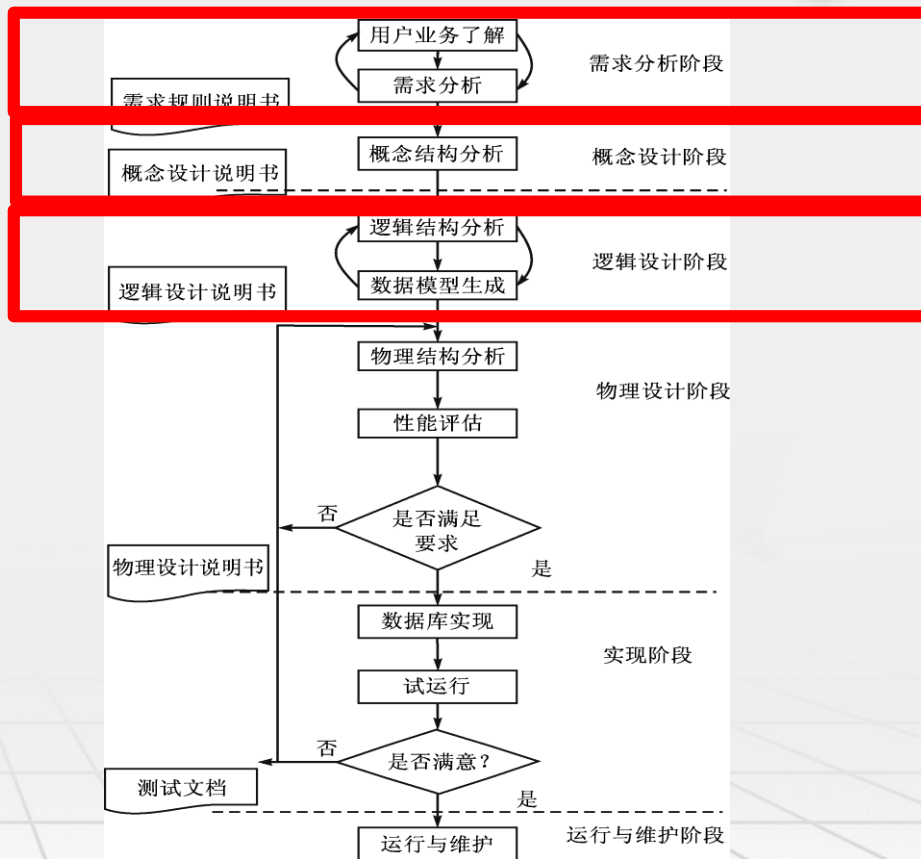 用户业务了解
需求分析阶段
需求分析
需求规则说明书
概念结构分析
概念设计阶段
概念设计说明书
逻辑结构分析
逻辑设计阶段
数据模型生成
逻辑设计说明书
物理结构分析
物理设计阶段
性能评估
否
是否满足
要求
物理设计说明书
是
数据库实现
实现阶段
试运行
否
是否满意?
测试文档
是
运行与维护
运行与维护阶段